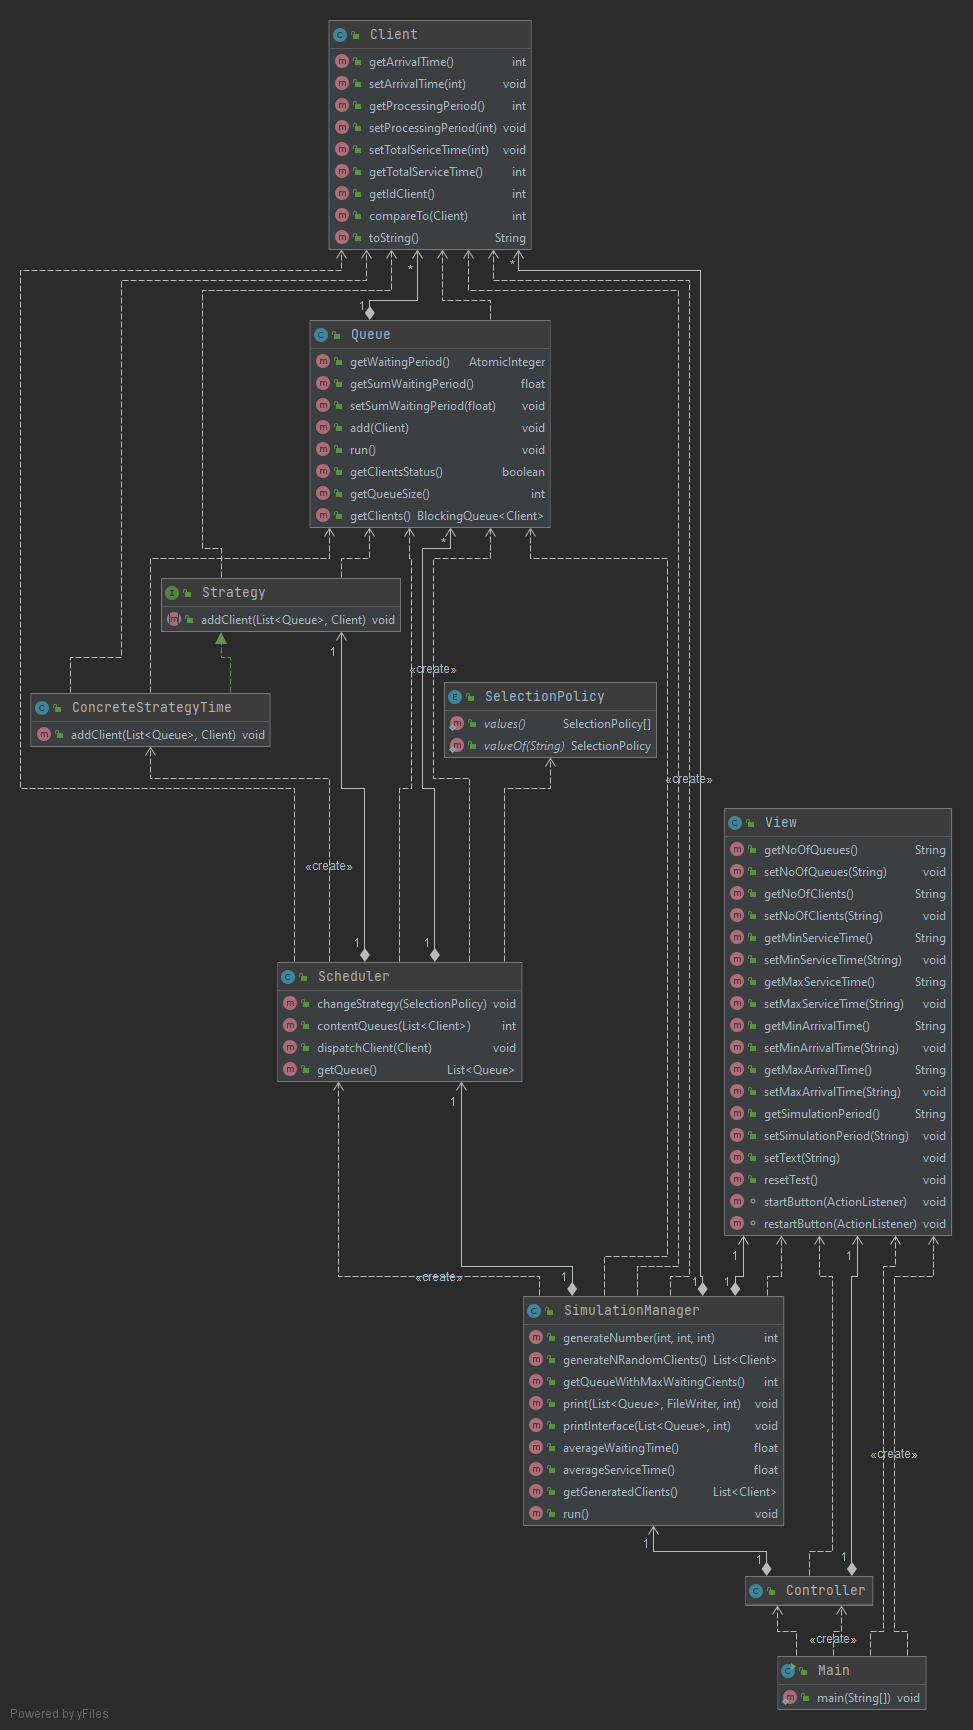 Client
getArrivalTime() int
setArrivalTime(int) void
getProcessingPeriod() int
setProcessingPeriod(int) void
setTotalSericeTime(int) void
getTotalServiceTime() int
getIdClient() int
compareTo(Client) int
toString() String
*
*
1
Queue
getWaitingPeriod() AtomicInteger
getSumWaitingPeriod() float
setSumWaitingPeriod(float) void
add(Client) void
run() void
getClientsStatus() boolean
getQueueSize() int
getClients() BlockingQueue<Client>
*
Strategy
addClient(List<Queue>, Client) void
1
«create»
SelectionPolicy
values() SelectionPolicy[]
valueOf(String) SelectionPolicy
ConcreteStrategyTime
addClient(List<Queue>, Client) void
«create»
View
getNoOfQueues() String
setNoOfQueues(String) void
getNoOfClients() String
setNoOfClients(String) void
getMinServiceTime() String
setMinServiceTime(String) void
getMaxServiceTime() String
setMaxServiceTime(String) void
getMinArrivalTime() String
setMinArrivalTime(String) void
getMaxArrivalTime() String
setMaxArrivalTime(String) void
getSimulationPeriod() String
setSimulationPeriod(String) void
setText(String) void
resetTest() void
startButton(ActionListener) void
restartButton(ActionListener) void
«create»
1
1
Scheduler
changeStrategy(SelectionPolicy) void
contentQueues(List<Client>) int
dispatchClient(Client) void
getQueue() List<Queue>
1
1
1
«create»
1
1
1
SimulationManager
generateNumber(int, int, int) int
generateNRandomClients() List<Client>
getQueueWithMaxWaitingCients() int
print(List<Queue>, FileWriter, int) void
printInterface(List<Queue>, int) void
averageWaitingTime() float
averageServiceTime() float
getGeneratedClients() List<Client>
run() void
«create»
1
1
1
Controller
«create»
Main
main(String[]) void
Powered by yFiles